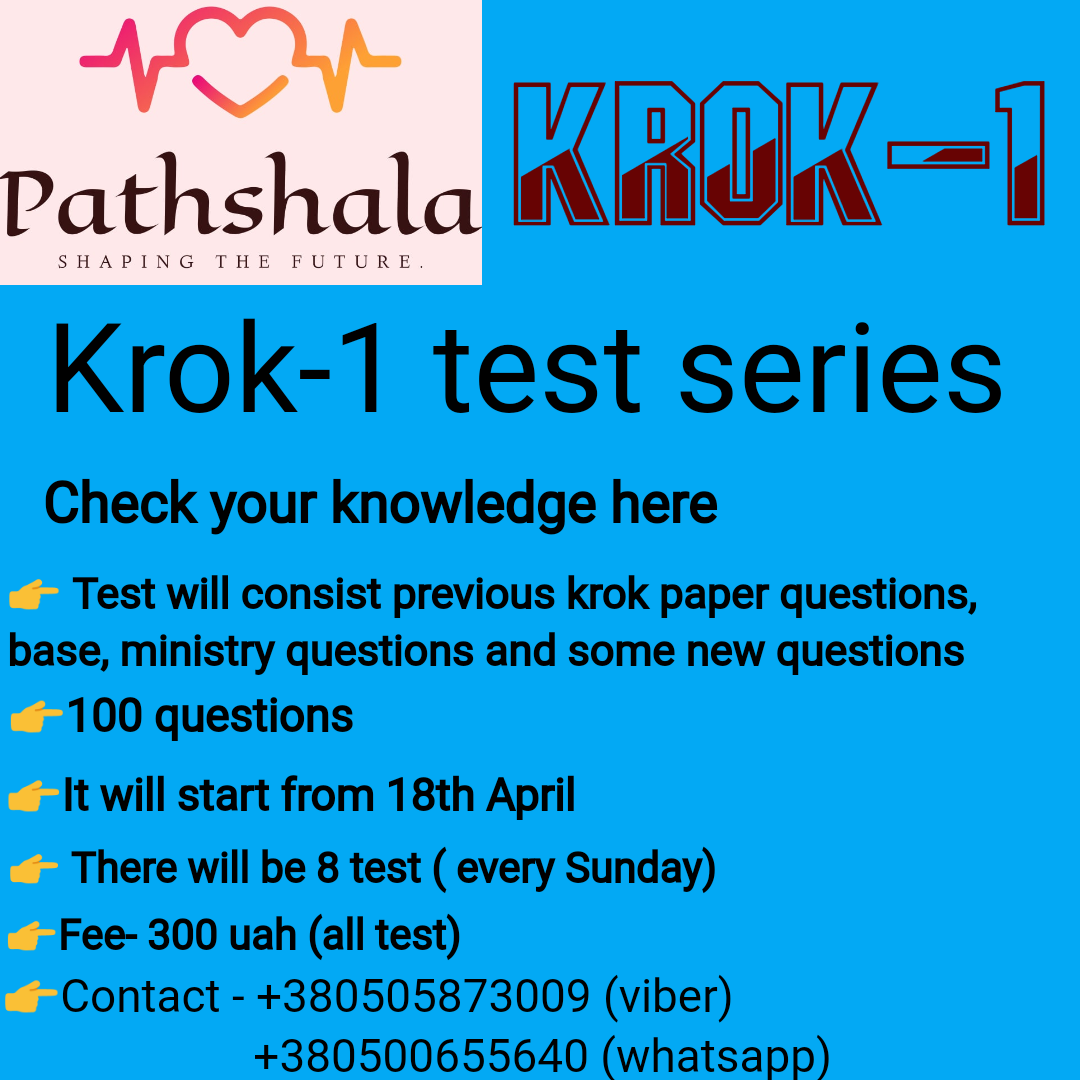 Pathshala
SHAPING THE FUTURE.
KROK-1
Krok-1 test series
Check your knowledge here
👉 Test will consist previous krok paper questions,
base, ministry questions and some new questions
👉100 questions
👉It will start from 18th April
👉 There will be 8 test ( every Sunday)
👉Fee- 300 uah (all test)
👉Contact - +380505873009 (viber)
+380500655640 (whatsapp)